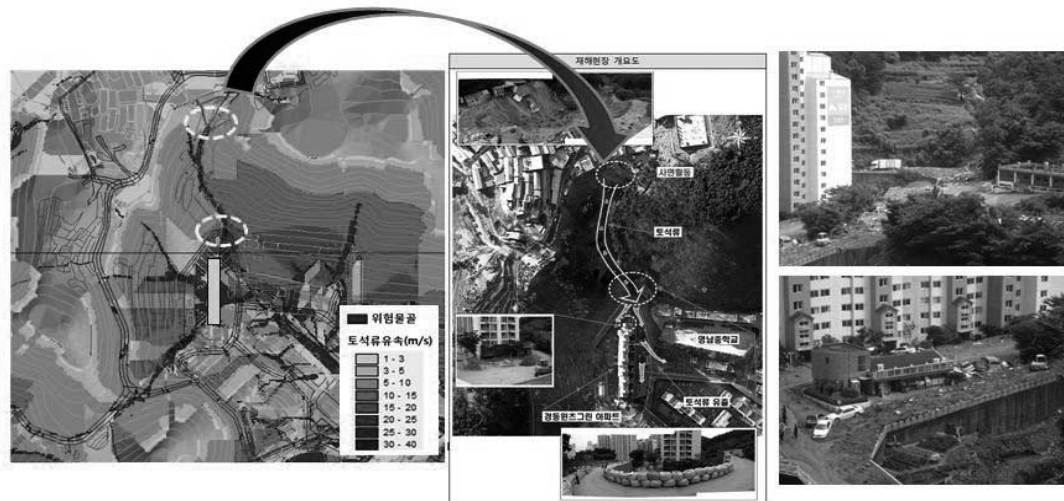 위험물골
토석류유속(m/s)
1 - 3
3 - 5
5 - 10
10 - 15
15 - 20
20 - 25
25 - 30
30 - 40
재해현장 개요도
사면활동
토석류
영남중학교
토석류 유출
경동윈츠그린 아파트